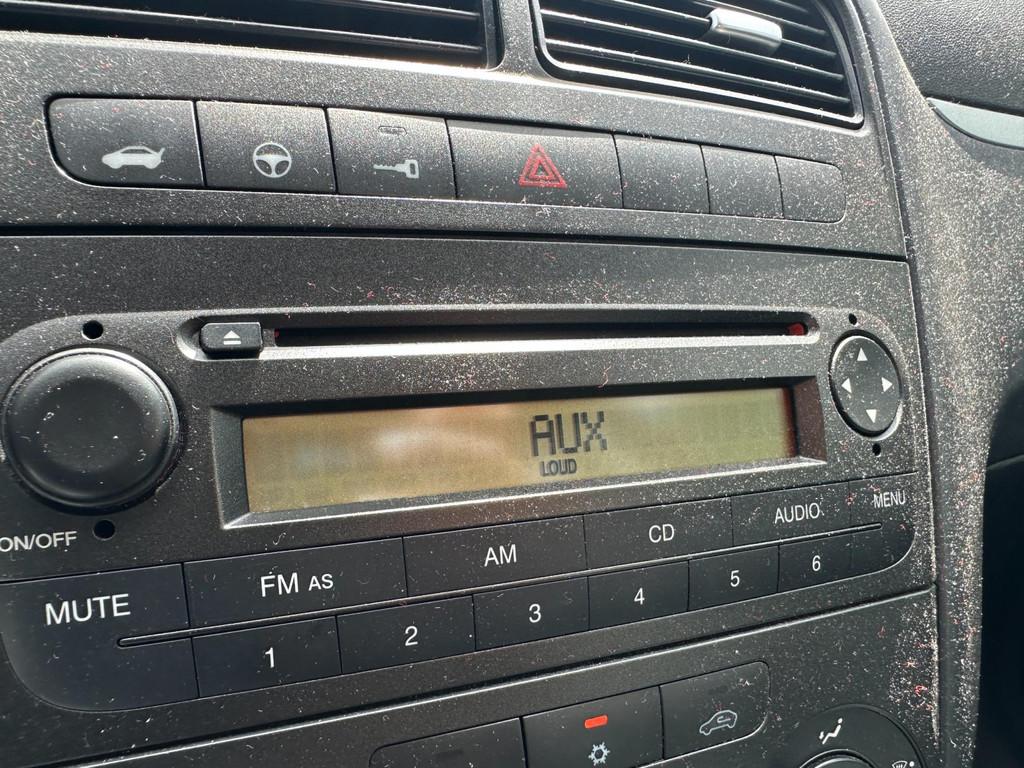 AUX
LOUD
ON/OFF
MUTE
FM AS
AM
CD
AUDIO
MENU
1
2
3
4
5
6